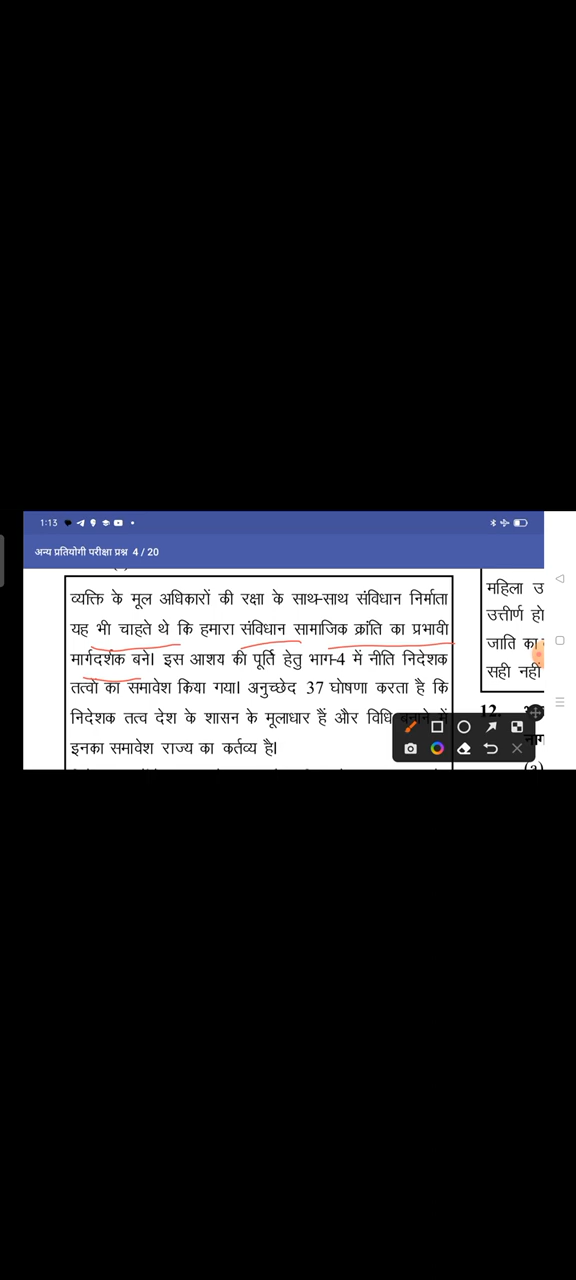 1:13
अन्य प्रतियोगी परीक्षा प्रश्न 4 / 20
व्यक्ति के मूल अधिकारों की रक्षा के साथ-साथ संविधान निर्माता
यह भी चाहते थे कि हमारा संविधान सामाजिक क्रांति का प्रभावी
मार्गदर्शक बने। इस आशय की पूर्ति हेतु भाग-4 में नीति निदेशक
तत्वों का समावेश किया गया। अनुच्छेद 37 घोषणा करता है कि
निदेशक तत्व देश के शासन के मूलाधार हैं और विधि बनाने में
इनका समावेश राज्य का कर्तव्य है।
महिला उ
उत्तीर्ण हो
जाति का
सही नहीं
12.
नाग
(a)